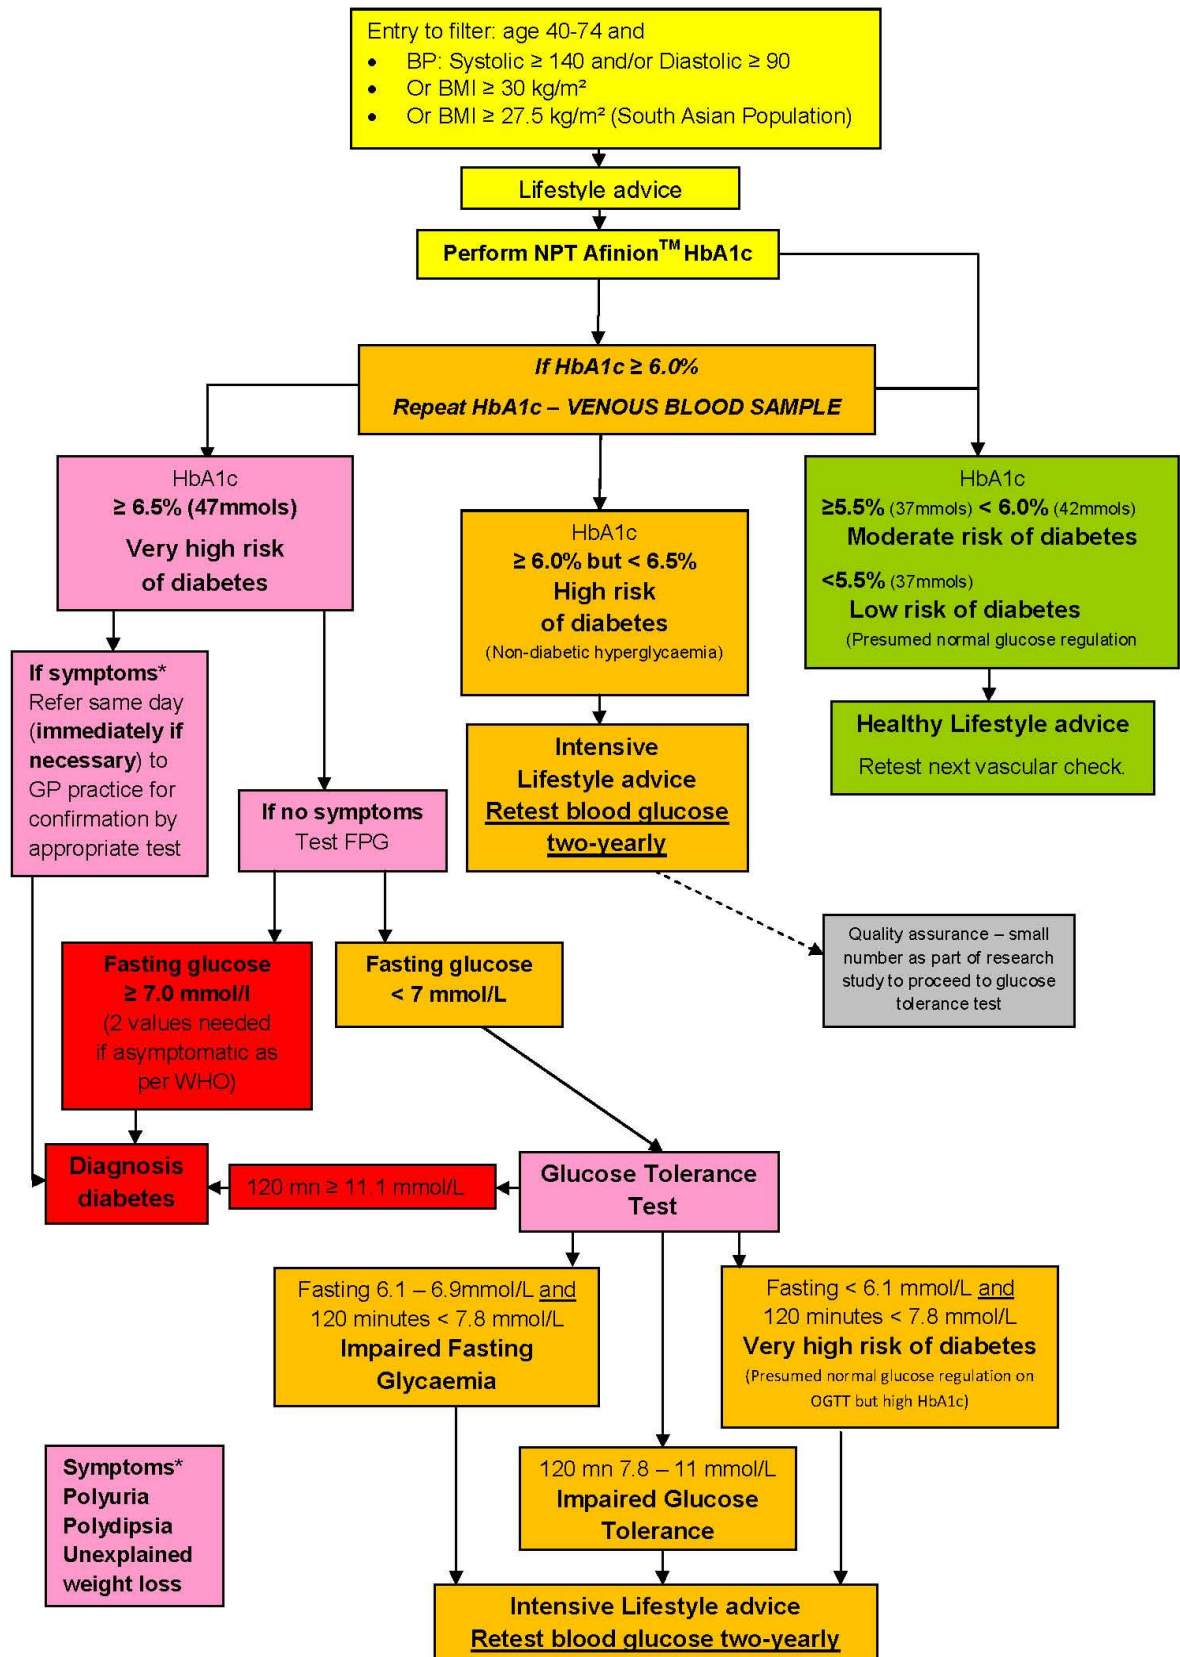 Entry to filter: age 40-74 and
• BP: Systolic ≥ 140 and/or Diastolic ≥ 90
• Or BMI ≥ 30 kg/m²
• Or BMI ≥ 27.5 kg/m² (South Asian Population)
Lifestyle advice
Perform NPT Afinion™ HbA1c
If HbA1c ≥ 6.0%
Repeat HbA1c – VENOUS BLOOD SAMPLE
HbA1c
≥ 6.5% (47mmols)
Very high risk
of diabetes
HbA1c
≥ 6.0% but < 6.5%
High risk
of diabetes
(Non-diabetic hyperglycaemia)
HbA1c
≥5.5% (37mmols) < 6.0% (42mmols)
Moderate risk of diabetes
<5.5% (37mmols)
Low risk of diabetes
(Presumed normal glucose regulation
If symptoms*
Refer same day
(immediately if
necessary) to
GP practice for
confirmation by
appropriate test
If no symptoms
Test FPG
Intensive
Lifestyle advice
Retest blood glucose
two-yearly
Healthy Lifestyle advice
Retest next vascular check.
Quality assurance – small
number as part of research
study to proceed to glucose
tolerance test
Fasting glucose
≥ 7.0 mmol/l
(2 values needed
if asymptomatic as
per WHO)
Fasting glucose
< 7 mmol/L
Diagnosis
diabetes
120 mn ≥ 11.1 mmol/L
Glucose Tolerance
Test
Fasting 6.1 – 6.9mmol/L and
120 minutes < 7.8 mmol/L
Impaired Fasting
Glycaemia
Fasting < 6.1 mmol/L and
120 minutes < 7.8 mmol/L
Very high risk of diabetes
(Presumed normal glucose regulation on
OGTT but high HbA1c)
120 mn 7.8 – 11 mmol/L
Impaired Glucose
Tolerance
Symptoms*
Polyuria
Polydipsia
Unexplained
weight loss
Intensive Lifestyle advice
Retest blood glucose two-yearly